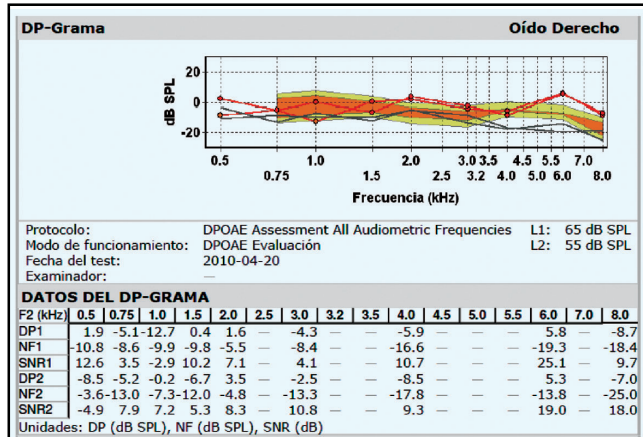 DP-Grama Oído Derecho
20
0
-20
dB SPL
0.5 1.0 1.5 2.0 3.0 3.5 4.5 5.5 7.0
0.75 1.5 2.5 3.2 4.0 5.0 6.0 8.0
Frecuencia (kHz)
Protocolo: DPOAE Assessment All Audiometric Frequencies L1: 65 dB SPL
Modo de funcionamiento: DPOAE Evaluación L2: 55 dB SPL
Fecha del test: 2010-04-20
Examinador: —
DATOS DEL DP-GRAMA
F2 (kHz) 0.5 0.75 1.0 1.5 2.0 2.5 3.0 3.2 3.5 4.0 4.5 5.0 5.5 6.0 7.0 8.0
DP1 1.9 -5.1 -12.7 0.4 1.6 — -4.3 — — -5.9 — — — 5.8 — -8.7
NF1 -10.8 -8.6 -9.9 -9.8 -5.5 — -8.4 — — -16.6 — — — -19.3 — -18.4
SNR1 12.6 3.5 -2.9 10.2 7.1 — 4.1 — — 10.7 — — — 25.1 — 9.7
DP2 -8.5 -5.2 -0.2 -6.7 3.5 — -2.5 — — -8.5 — — — 5.3 — -7.0
NF2 -3.6 -13.0 -7.3 -12.0 -4.8 — -13.3 — — -17.8 — — — -13.8 — -25.0
SNR2 -4.9 7.9 7.2 5.3 8.3 — 10.8 — — 9.3 — — — 19.0 — 18.0
Unidades: DP (dB SPL), NF (dB SPL), SNR (dB)